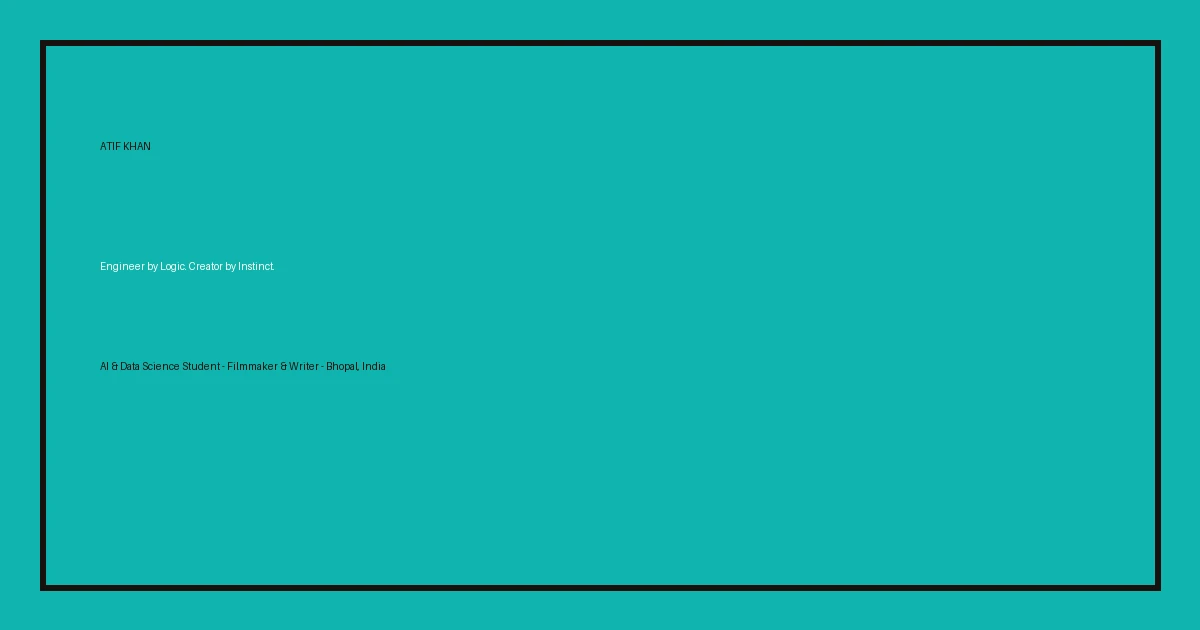 ATIF KHAN
Engineer by Logic. Creator by Instinct.
AI & Data Science Student - Filmmaker & Writer - Bhopal, India